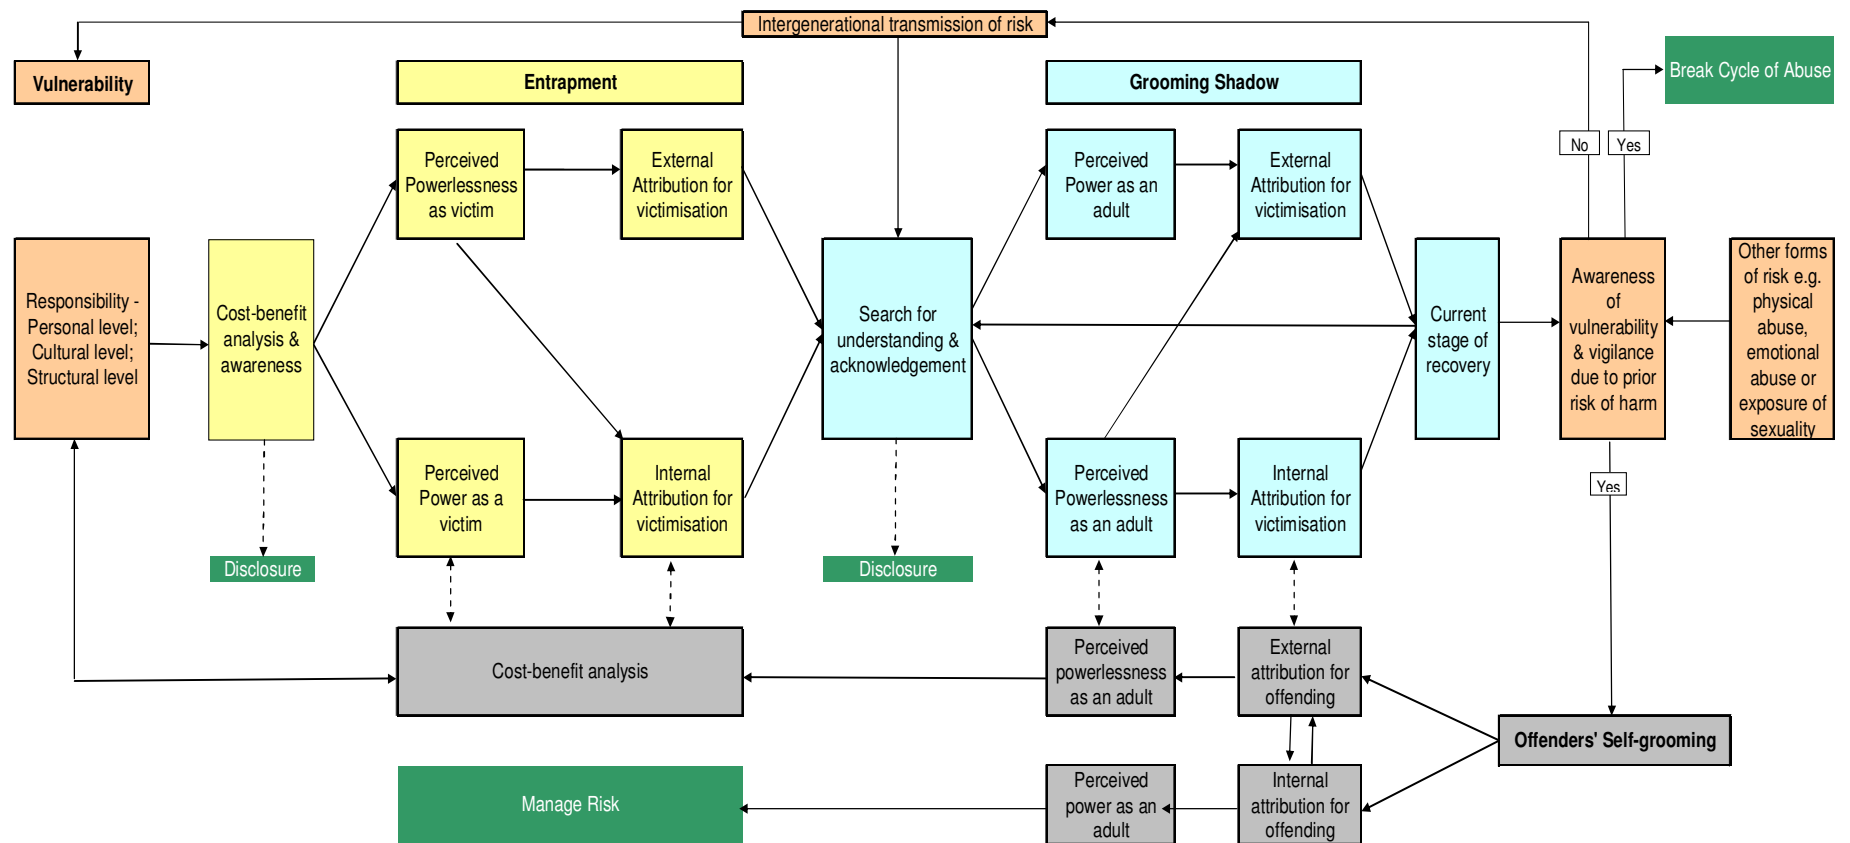 Intergenerational transmission of risk
Vulnerability
Entrapment
Grooming Shadow
Break Cycle of Abuse
No
Yes
Perceived
Powerlessness
as victim
External
Attribution for
victimisation
Perceived
Power as an
adult
External
Attribution for
victimisation
Responsibility -
Personal level;
Cultural level;
Structural level
Cost-benefit
analysis &
awareness
Search for
understanding &
acknowledgement
Current
stage of
recovery
Awareness
of
vulnerability
& vigilance
due to prior
risk of harm
Other forms
of risk e.g.
physical
abuse,
emotional
abuse or
exposure of
sexuality
Perceived
Power as a
victim
Internal
Attribution for
victimisation
Perceived
Powerlessness
as an adult
Internal
Attribution for
victimisation
Yes
Disclosure
Disclosure
Cost-benefit analysis
Perceived
powerlessness
as an adult
External
attribution for
offending
Offenders' Self-grooming
Manage Risk
Perceived
power as an
adult
Internal
attribution for
offending